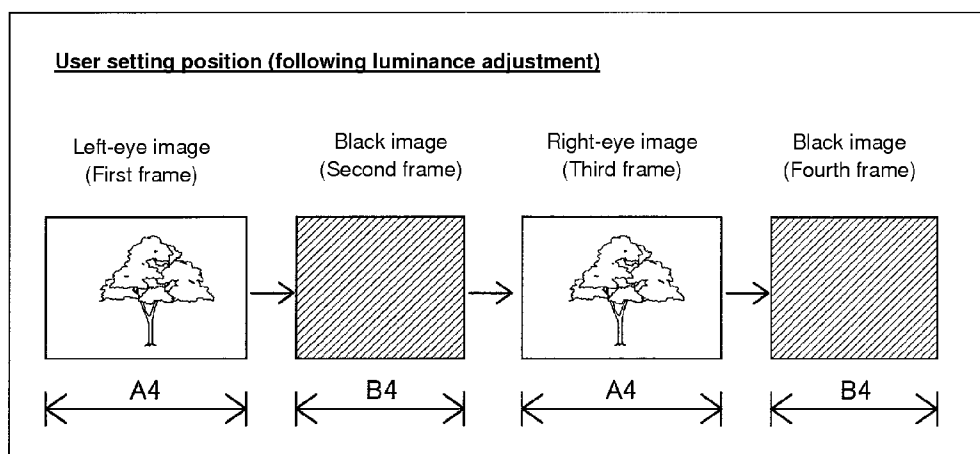 User setting position (following luminance adjustment)
Left-eye image
(First frame)
Black image
(Second frame)
Right-eye image
(Third frame)
Black image
(Fourth frame)
A4
B4
A4
B4